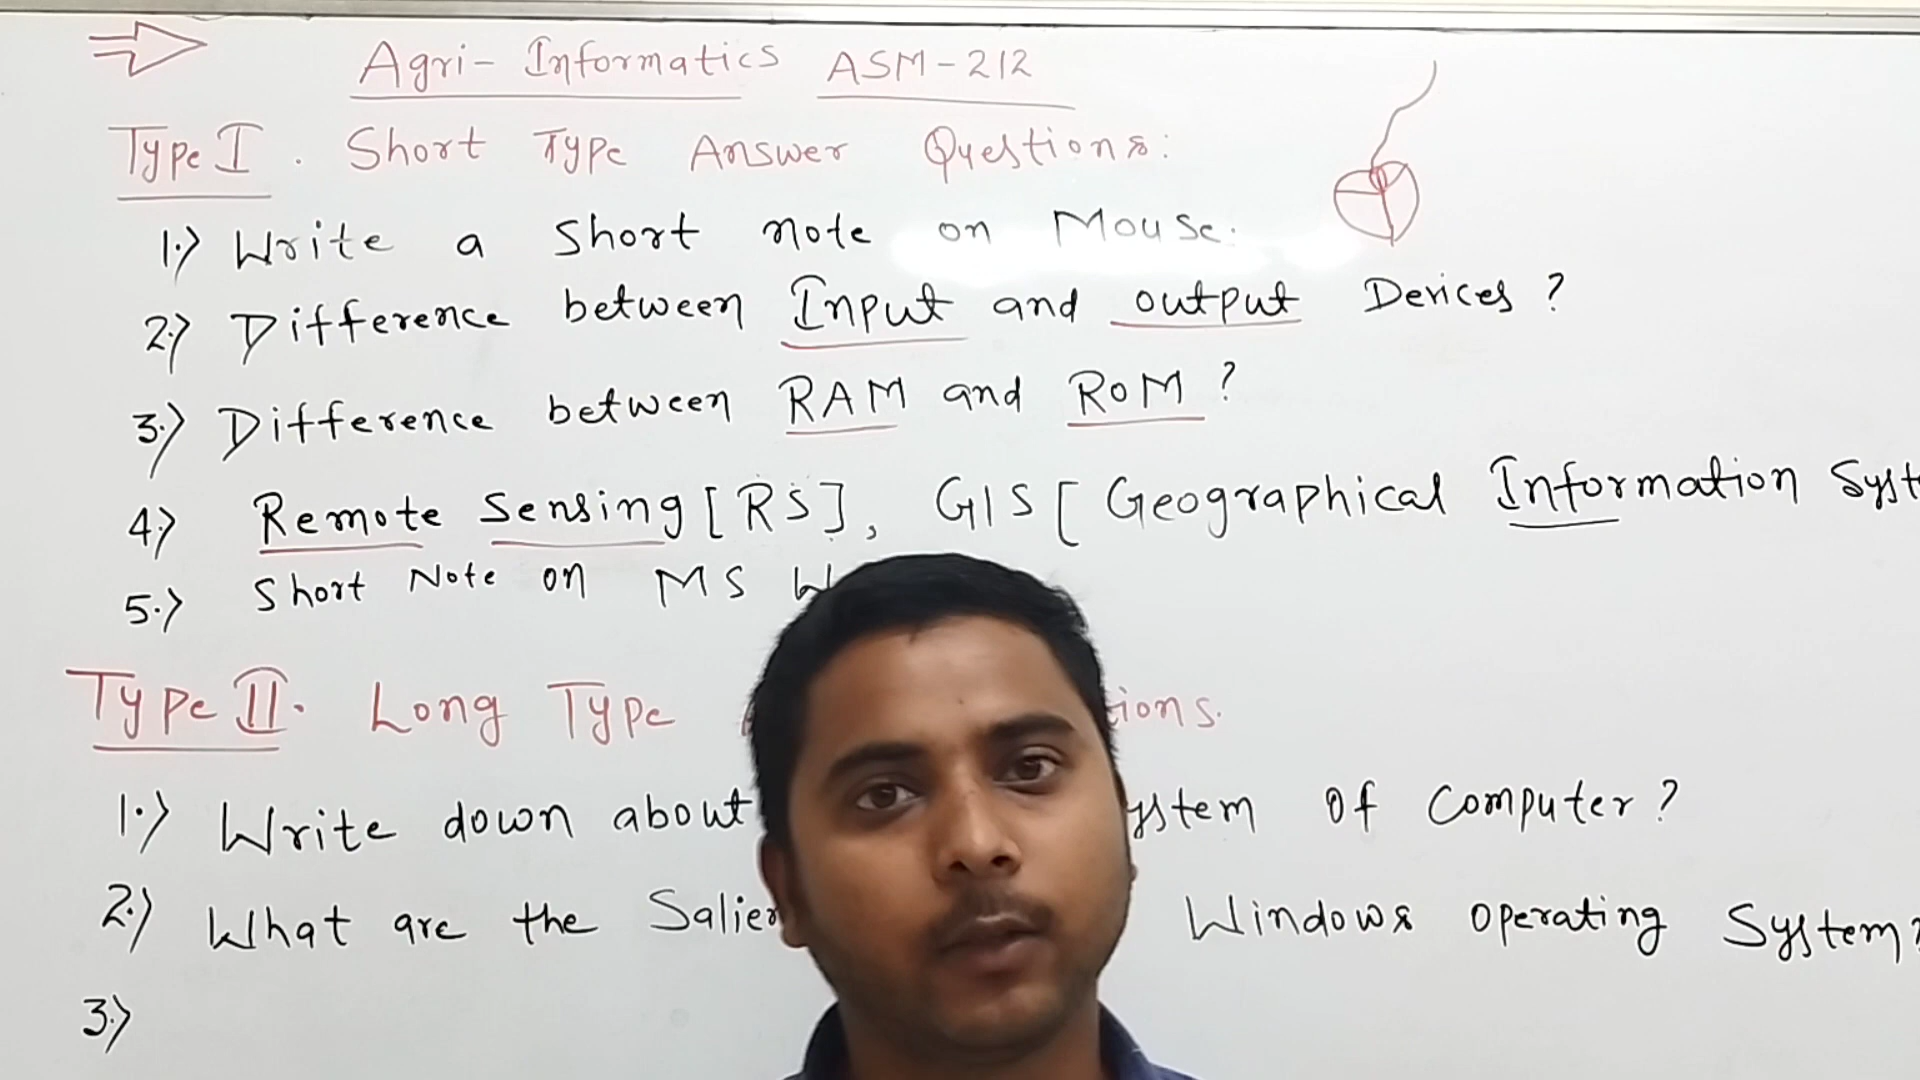 Agri- Informatics ASM-212
Type I. Short Type Answer Questions:
1.) Write a short note on Mouse.
2.) Difference between Input and output Devices?
3.) Difference between RAM and ROM?
4.) Remote Sensing [RS], GIS [Geographical Information Syst
5.) Short Note on MS W
Type II. Long Type tions.
1.) Write down about ystem of Computer?
2.) What are the Salien Windows operating System?
3.)